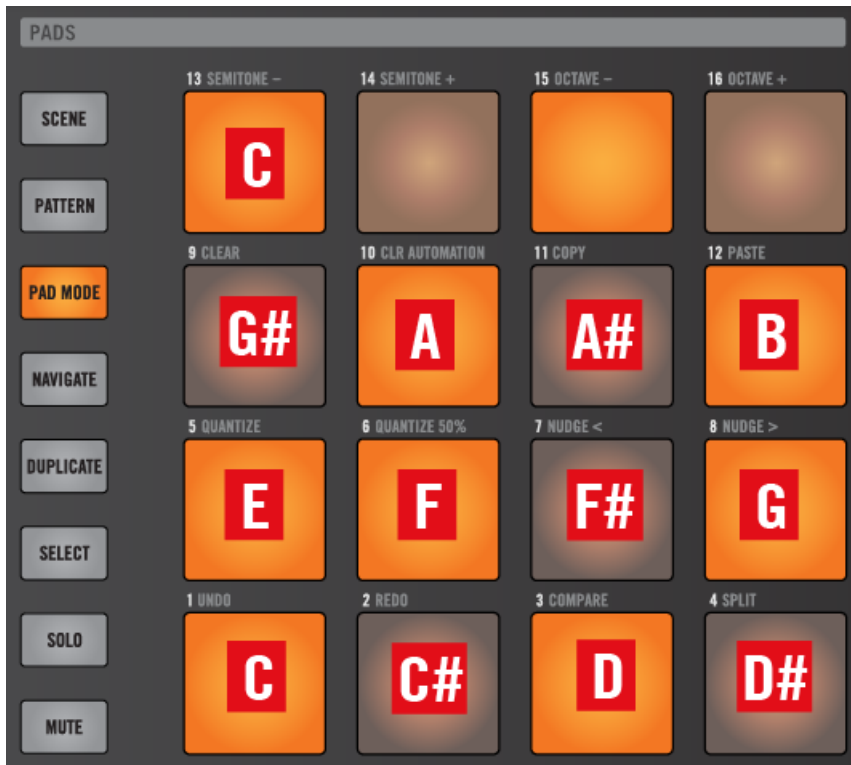 PADS
13 SEMITONE – 14 SEMITONE + 15 OCTAVE – 16 OCTAVE +
SCENE
C
PATTERN
9 CLEAR 10 CLR AUTOMATION 11 COPY 12 PASTE
PAD MODE
G# A A# B
NAVIGATE
5 QUANTIZE 6 QUANTIZE 50% 7 NUDGE < 8 NUDGE >
DUPLICATE
E F F# G
SELECT
1 UNDO 2 REDO 3 COMPARE 4 SPLIT
SOLO
C C# D D#
MUTE